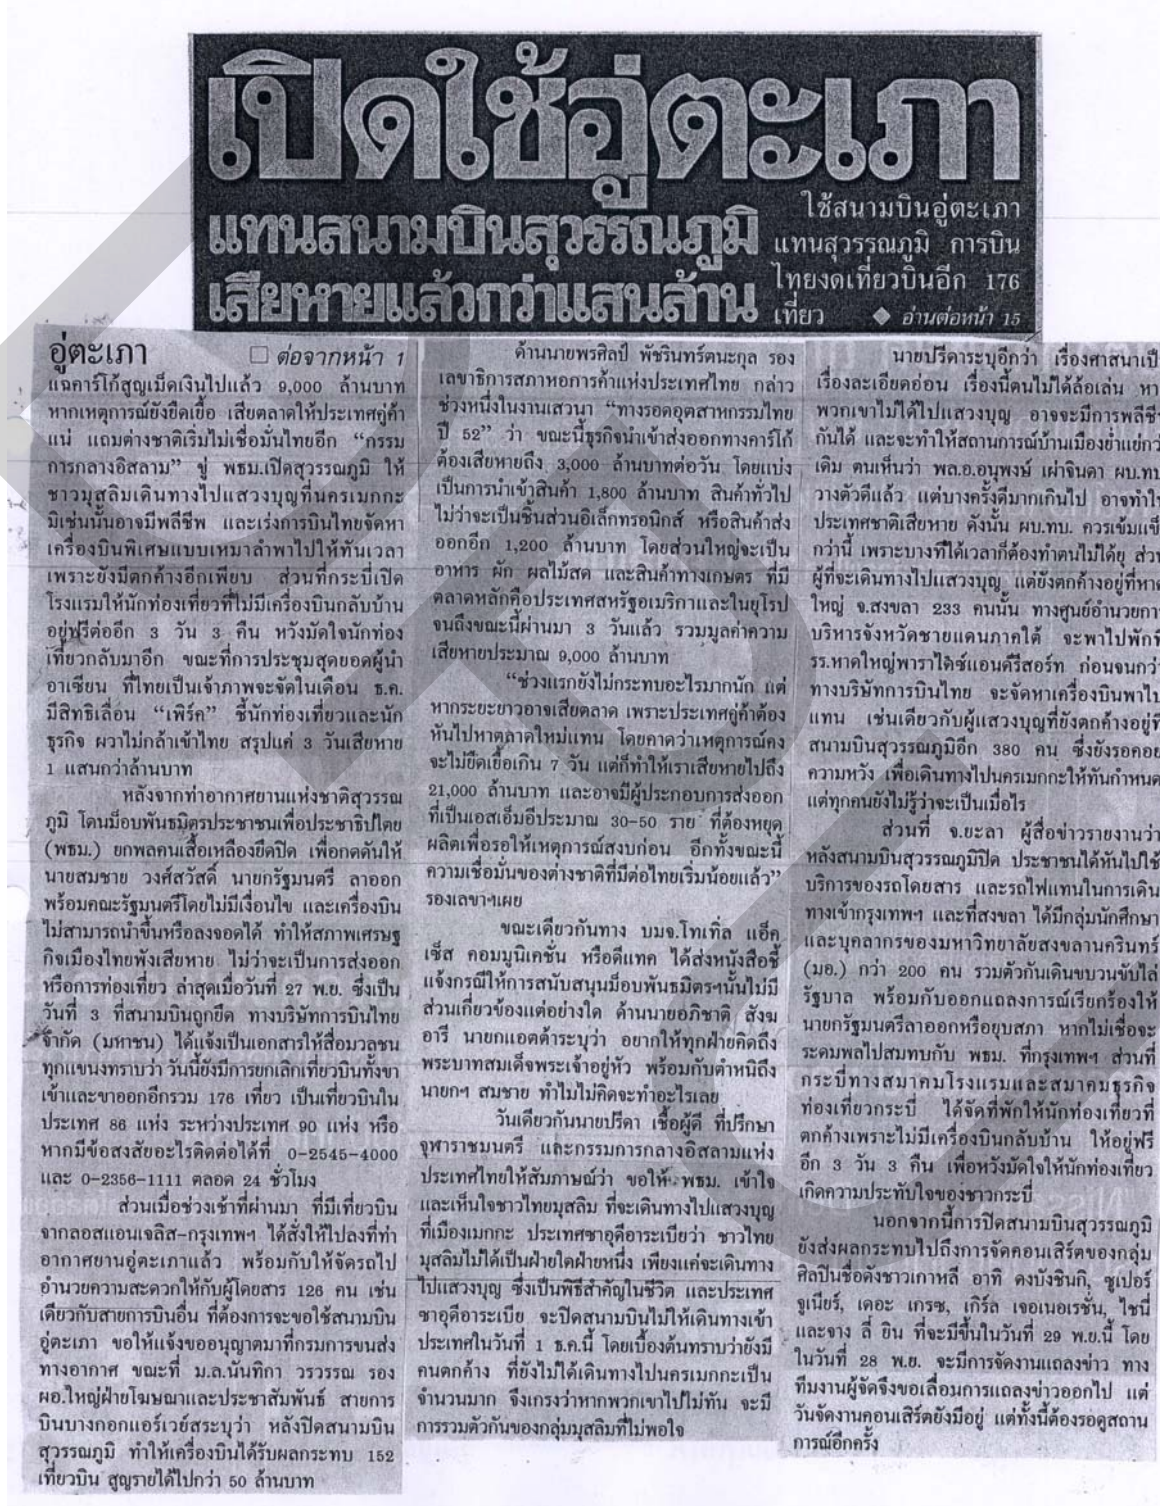 เปิดใช้อู่ตะเภา
แทนสนามบินสุวรรณภูมิ
เสียหายแล้วกว่าแสนล้าน
ใช้สนามบินอู่ตะเภา
แทนสุวรรณภูมิ การบิน
ไทยงดเที่ยวบินอีก 176
เที่ยว ◆ อ่านต่อหน้า 15
อู่ตะเภา □ ต่อจากหน้า 1
แฉคาร์โก้สูญเม็ดเงินไปแล้ว 9,000 ล้านบาท
หากเหตุการณ์ยังยืดเยื้อ เสียตลาดให้ประเทศคู่ค้า
แน่ แถมต่างชาติเริ่มไม่เชื่อมั่นไทยอีก “กรรม
การกลางอิสลาม” ขู่ พธม.เปิดสุวรรณภูมิ ให้
ชาวมุสลิมเดินทางไปแสวงบุญที่นครเมกกะ
มิเช่นนั้นอาจมีพลีชีพ และเร่งการบินไทยจัดหา
เครื่องบินพิเศษแบบเหมาลำพาไปให้ทันเวลา
เพราะยังมีตกค้างอีกเพียบ ส่วนที่กระบี่เปิด
โรงแรมให้นักท่องเที่ยวที่ไม่มีเครื่องบินกลับบ้าน
อยู่ฟรีต่ออีก 3 วัน 3 คืน หวังมัดใจนักท่อง
เที่ยวกลับมาอีก ขณะที่การประชุมสุดยอดผู้นำ
อาเซียน ที่ไทยเป็นเจ้าภาพจะจัดในเดือน ธ.ค.
มีสิทธิเลื่อน “เพิร์ค” ชี้นักท่องเที่ยวและนัก
ธุรกิจ ผวาไม่กล้าเข้าไทย สรุปแค่ 3 วันเสียหาย
1 แสนกว่าล้านบาท
หลังจากท่าอากาศยานแห่งชาติสุวรรณ
ภูมิ โดนม็อบพันธมิตรประชาชนเพื่อประชาธิปไตย
(พธม.) ยกพลคนเสื้อเหลืองยึดปิด เพื่อกดดันให้
นายสมชาย วงศ์สวัสดิ์ นายกรัฐมนตรี ลาออก
พร้อมคณะรัฐมนตรีโดยไม่มีเงื่อนไข และเครื่องบิน
ไม่สามารถนำขึ้นหรือลงจอดได้ ทำให้สภาพเศรษฐ
กิจเมืองไทยพังเสียหาย ไม่ว่าจะเป็นการส่งออก
หรือการท่องเที่ยว ล่าสุดเมื่อวันที่ 27 พ.ย. ซึ่งเป็น
วันที่ 3 ที่สนามบินถูกยึด ทางบริษัทการบินไทย
จำกัด (มหาชน) ได้แจ้งเป็นเอกสารให้สื่อมวลชน
ทุกแขนงทราบว่า วันนี้ยังมีการยกเลิกเที่ยวบินทั้งขา
เข้าและขาออกอีกรวม 176 เที่ยว เป็นเที่ยวบินใน
ประเทศ 86 แห่ง ระหว่างประเทศ 90 แห่ง หรือ
หากมีข้อสงสัยอะไรติดต่อได้ที่ 0-2545-4000
และ 0-2356-1111 ตลอด 24 ชั่วโมง
ส่วนเมื่อช่วงเช้าที่ผ่านมา ที่มีเที่ยวบิน
จากลอสแอนเจลิส-กรุงเทพฯ ได้สั่งให้ไปลงที่ท่า
อากาศยานอู่ตะเภาแล้ว พร้อมกับให้จัดรถไป
อำนวยความสะดวกให้กับผู้โดยสาร 126 คน เช่น
เดียวกับสายการบินอื่น ที่ต้องการจะขอใช้สนามบิน
อู่ตะเภา ขอให้แจ้งขออนุญาตมาที่กรมการขนส่ง
ทางอากาศ ขณะที่ ม.ล.นันทิกา วรวรรณ รอง
ผอ.ใหญ่ฝ่ายโฆษณาและประชาสัมพันธ์ สายการ
บินบางกอกแอร์เวย์สระบุว่า หลังปิดสนามบิน
สุวรรณภูมิ ทำให้เครื่องบินได้รับผลกระทบ 152
เที่ยวบิน สูญรายได้ไปกว่า 50 ล้านบาท
ด้านนายพรศิลป์ พัชรินทร์ตนะกุล รอง
เลขาธิการสภาหอการค้าแห่งประเทศไทย กล่าว
ช่วงหนึ่งในงานเสวนา “ทางรอดอุตสาหกรรมไทย
ปี 52” ว่า ขณะนี้ธุรกิจนำเข้าส่งออกทางคาร์โก้
ต้องเสียหายถึง 3,000 ล้านบาทต่อวัน โดยแบ่ง
เป็นการนำเข้าสินค้า 1,800 ล้านบาท สินค้าทั่วไป
ไม่ว่าจะเป็นชิ้นส่วนอิเล็กทรอนิกส์ หรือสินค้าส่ง
ออกอีก 1,200 ล้านบาท โดยส่วนใหญ่จะเป็น
อาหาร ผัก ผลไม้สด และสินค้าทางเกษตร ที่มี
ตลาดหลักคือประเทศสหรัฐอเมริกาและในยุโรป
จนถึงขณะนี้ผ่านมา 3 วันแล้ว รวมมูลค่าความ
เสียหายประมาณ 9,000 ล้านบาท
“ช่วงแรกยังไม่กระทบอะไรมากนัก แต่
หากระยะยาวอาจเสียตลาด เพราะประเทศคู่ค้าต้อง
หันไปหาตลาดใหม่แทน โดยคาดว่าเหตุการณ์คง
จะไม่ยืดเยื้อเกิน 7 วัน แต่ก็ทำให้เราเสียหายไปถึง
21,000 ล้านบาท และอาจมีผู้ประกอบการส่งออก
ที่เป็นเอสเอ็มอีประมาณ 30-50 ราย ที่ต้องหยุด
ผลิตเพื่อรอให้เหตุการณ์สงบก่อน อีกทั้งขณะนี้
ความเชื่อมั่นของต่างชาติที่มีต่อไทยเริ่มน้อยแล้ว”
รองเลขาฯเผย
ขณะเดียวกันทาง บมจ.โทเทิ่ล แอ็ค
เซ็ส คอมมูนิเคชั่น หรือดีแทค ได้ส่งหนังสือชี้
แจ้งกรณีให้การสนับสนุนม็อบพันธมิตรฯนั้นไม่มี
ส่วนเกี่ยวข้องแต่อย่างใด ด้านนายอภิชาติ สังฆ
อารี นายกแอตต้าระบุว่า อยากให้ทุกฝ่ายคิดถึง
พระบาทสมเด็จพระเจ้าอยู่หัว พร้อมกับตำหนิถึง
นายกฯ สมชาย ทำไมไม่คิดจะทำอะไรเลย
วันเดียวกันนายปรีดา เชื้อผู้ดี ที่ปรึกษา
จุฬาราชมนตรี และกรรมการกลางอิสลามแห่ง
ประเทศไทยให้สัมภาษณ์ว่า ขอให้ พธม. เข้าใจ
และเห็นใจชาวไทยมุสลิม ที่จะเดินทางไปแสวงบุญ
ที่เมืองเมกกะ ประเทศซาอุดีอาระเบียว่า ชาวไทย
มุสลิมไม่ได้เป็นฝ่ายใดฝ่ายหนึ่ง เพียงแค่จะเดินทาง
ไปแสวงบุญ ซึ่งเป็นพิธีสำคัญในชีวิต และประเทศ
ซาอุดีอาระเบีย จะปิดสนามบินไม่ให้เดินทางเข้า
ประเทศในวันที่ 1 ธ.ค.นี้ โดยเบื้องต้นทราบว่ายังมี
คนตกค้าง ที่ยังไม่ได้เดินทางไปนครเมกกะเป็น
จำนวนมาก จึงเกรงว่าหากพวกเขาไปไม่ทัน จะมี
การรวมตัวกันของกลุ่มมุสลิมที่ไม่พอใจ
นายปรีดาระบุอีกว่า เรื่องศาสนาเป็
เรื่องละเอียดอ่อน เรื่องนี้ตนไม่ได้ล้อเล่น หา
พวกเขาไม่ได้ไปแสวงบุญ อาจจะมีการพลีชี
กันได้ และจะทำให้สถานการณ์บ้านเมืองย่ำแย่กว่
เดิม ตนเห็นว่า พล.อ.อนุพงษ์ เผ่าจินดา ผบ.ทบ
วางตัวดีแล้ว แต่บางครั้งดีมากเกินไป อาจทำใ
ประเทศชาติเสียหาย ดังนั้น ผบ.ทบ. ควรเข้มแข็
กว่านี้ เพราะบางทีได้เวลาก็ต้องทำตนไม่ได้ยุ ส่ว
ผู้ที่จะเดินทางไปแสวงบุญ แต่ยังตกค้างอยู่ที่หาด
ใหญ่ จ.สงขลา 233 คนนั้น ทางศูนย์อำนวยกา
บริหารจังหวัดชายแดนภาคใต้ จะพาไปพักที่
รร.หาดใหญ่พาราไดซ์แอนด์รีสอร์ท ก่อนจนกว่
ทางบริษัทการบินไทย จะจัดหาเครื่องบินพาไป
แทน เช่นเดียวกับผู้แสวงบุญที่ยังตกค้างอยู่ที่
สนามบินสุวรรณภูมิอีก 380 คน ซึ่งยังรอคอย
ความหวัง เพื่อเดินทางไปนครเมกกะให้ทันกำหนด
แต่ทุกคนยังไม่รู้ว่าจะเป็นเมื่อไร
ส่วนที่ จ.ยะลา ผู้สื่อข่าวรายงานว่า
หลังสนามบินสุวรรณภูมิปิด ประชาชนได้หันไปใช้
บริการของรถโดยสาร และรถไฟแทนในการเดิน
ทางเข้ากรุงเทพฯ และที่สงขลา ได้มีกลุ่มนักศึกษา
และบุคลากรของมหาวิทยาลัยสงขลานครินทร์
(มอ.) กว่า 200 คน รวมตัวกันเดินขบวนขับไล่
รัฐบาล พร้อมกับออกแถลงการณ์เรียกร้องให้
นายกรัฐมนตรีลาออกหรือยุบสภา หากไม่เชื่อจะ
ระดมพลไปสมทบกับ พธม. ที่กรุงเทพฯ ส่วนที่
กระบี่ทางสมาคมโรงแรมและสมาคมธุรกิจ
ท่องเที่ยวกระบี่ ได้จัดที่พักให้นักท่องเที่ยวที่
ตกค้างเพราะไม่มีเครื่องบินกลับบ้าน ให้อยู่ฟรี
อีก 3 วัน 3 คืน เพื่อหวังมัดใจให้นักท่องเที่ยว
เกิดความประทับใจของชาวกระบี่
นอกจากนี้การปิดสนามบินสุวรรณภูมิ
ยังส่งผลกระทบไปถึงการจัดคอนเสิร์ตของกลุ่ม
ศิลปินชื่อดังชาวเกาหลี อาทิ ดงบังชินกิ, ซูเปอร์
จูเนียร์, เดอะ เกรซ, เกิร์ล เจอเนอเรชั่น, ไชนี่
และจาง ลี่ ยิน ที่จะมีขึ้นในวันที่ 29 พ.ย.นี้ โดย
ในวันที่ 28 พ.ย. จะมีการจัดงานแถลงข่าว ทาง
ทีมงานผู้จัดจึงขอเลื่อนการแถลงข่าวออกไป แต่
วันจัดงานคอนเสิร์ตยังมีอยู่ แต่ทั้งนี้ต้องรอดูสถาน
การณ์อีกครั้ง